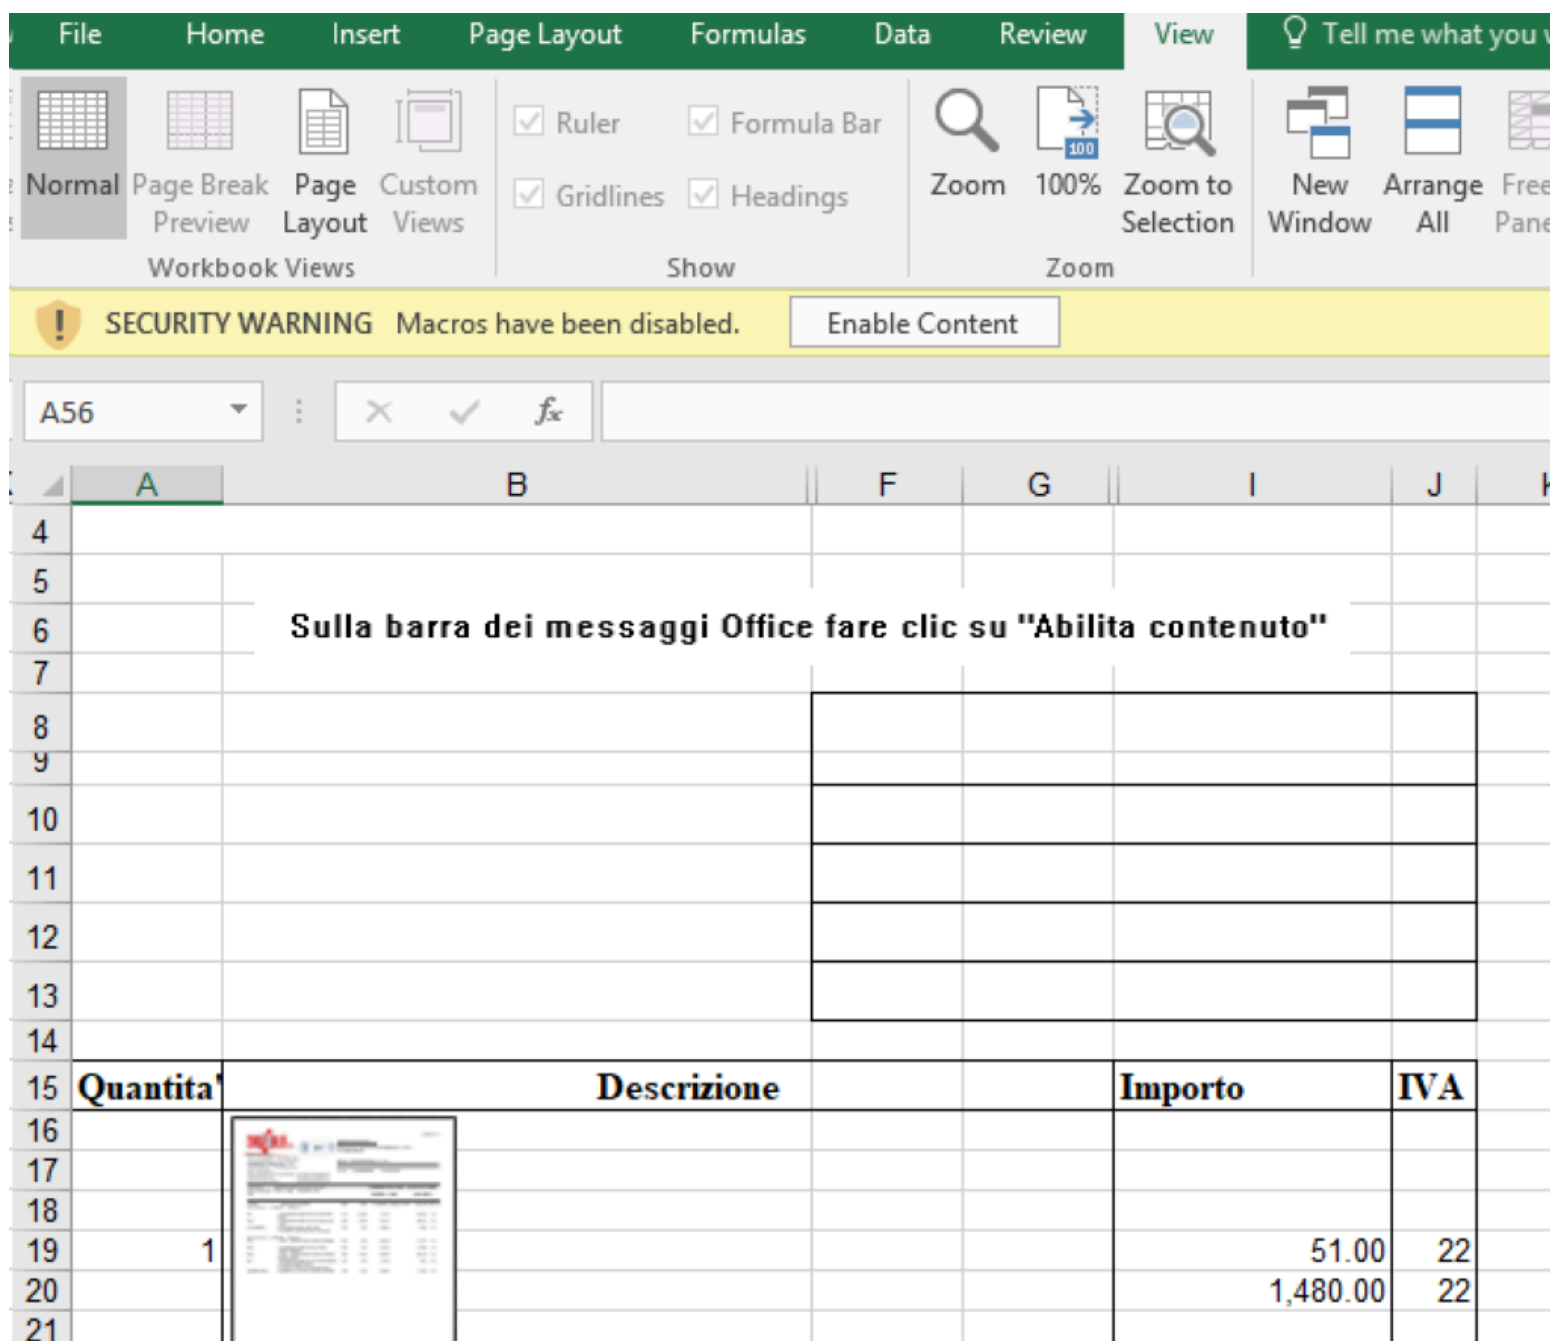 File Home Insert Page Layout Formulas Data Review View Tell me what you
Normal Page Break Preview Page Layout Custom Views Ruler Formula Bar Gridlines Headings Zoom 100 100% Zoom to Selection New Window Arrange All
Workbook Views Show Zoom
! SECURITY WARNING Macros have been disabled. Enable Content
A56 fx
A B F G I J
4
5
6 Sulla barra dei messaggi Office fare clic su "Abilita contenuto"
7
8
9
10
11
12
13
14
15 Quantita' Descrizione Importo IVA
16
17
18
19 1 51.00 22
20 1,480.00 22
21